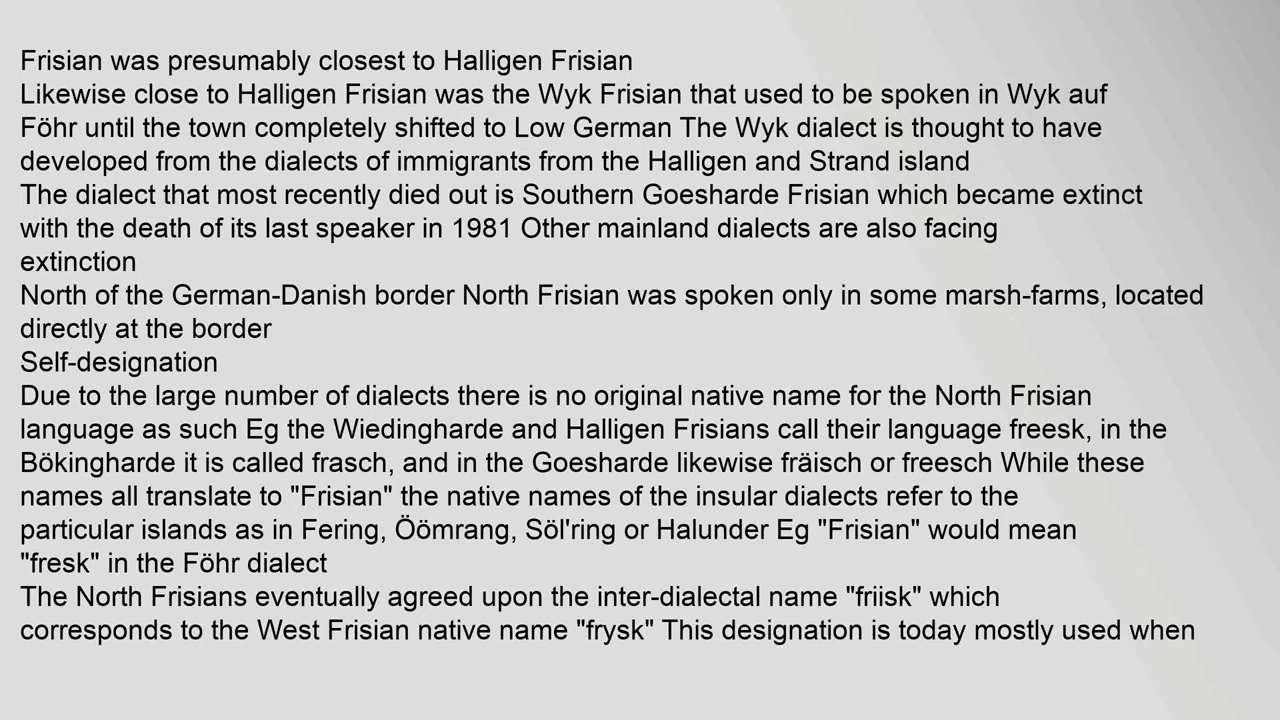 Frisian was presumably closest to Halligen Frisian
Likewise close to Halligen Frisian was the Wyk Frisian that used to be spoken in Wyk auf
Föhr until the town completely shifted to Low German The Wyk dialect is thought to have
developed from the dialects of immigrants from the Halligen and Strand island
The dialect that most recently died out is Southern Goesharde Frisian which became extinct
with the death of its last speaker in 1981 Other mainland dialects are also facing
extinction
North of the German-Danish border North Frisian was spoken only in some marsh-farms, located
directly at the border
Self-designation
Due to the large number of dialects there is no original native name for the North Frisian
language as such Eg the Wiedingharde and Halligen Frisians call their language freesk, in the
Bökingharde it is called frasch, and in the Goesharde likewise fräisch or freesch While these
names all translate to "Frisian" the native names of the insular dialects refer to the
particular islands as in Fering, Öömrang, Söl'ring or Halunder Eg "Frisian" would mean
"fresk" in the Föhr dialect
The North Frisians eventually agreed upon the inter-dialectal name "friisk" which
corresponds to the West Frisian native name "frysk" This designation is today mostly used when